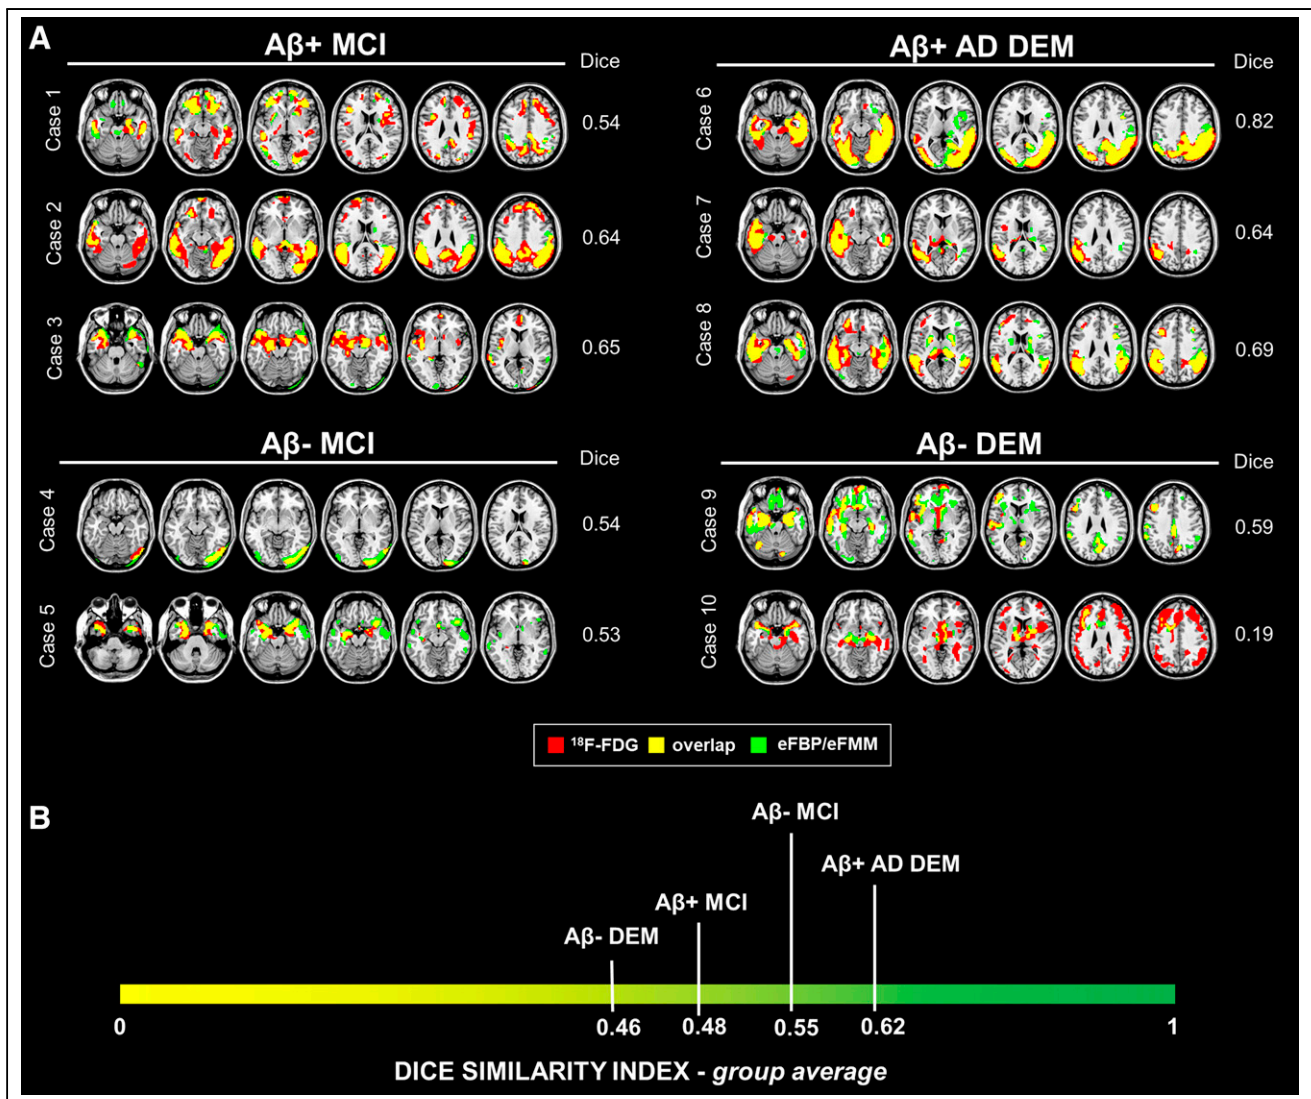 A
Aβ+ MCI
Dice
Case 1
0.54
Case 2
0.64
Case 3
0.65
Aβ+ AD DEM
Dice
Case 6
0.82
Case 7
0.64
Case 8
0.69
Aβ- MCI
Dice
Case 4
0.54
Case 5
0.53
Aβ- DEM
Dice
Case 9
0.59
Case 10
0.19
¹⁸F-FDG overlap eFBP/eFMM
B
Aβ- MCI
Aβ+ AD DEM
Aβ+ MCI
Aβ- DEM
0 0.46 0.48 0.55 0.62 1
DICE SIMILARITY INDEX - group average